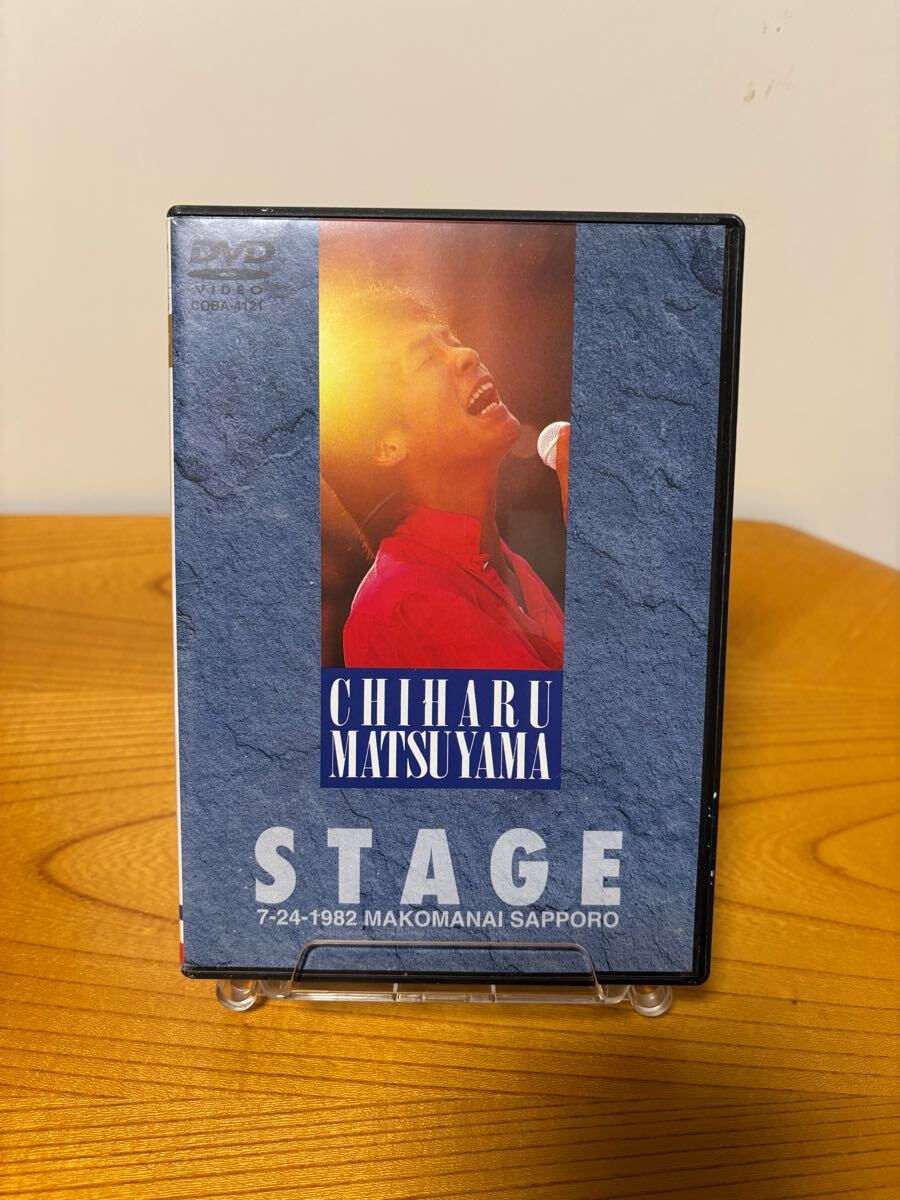 DVD
VIDEO
COBA-4121
CHIHARU
MATSUYAMA
STAGE
7-24-1982 MAKOMANAI SAPPORO